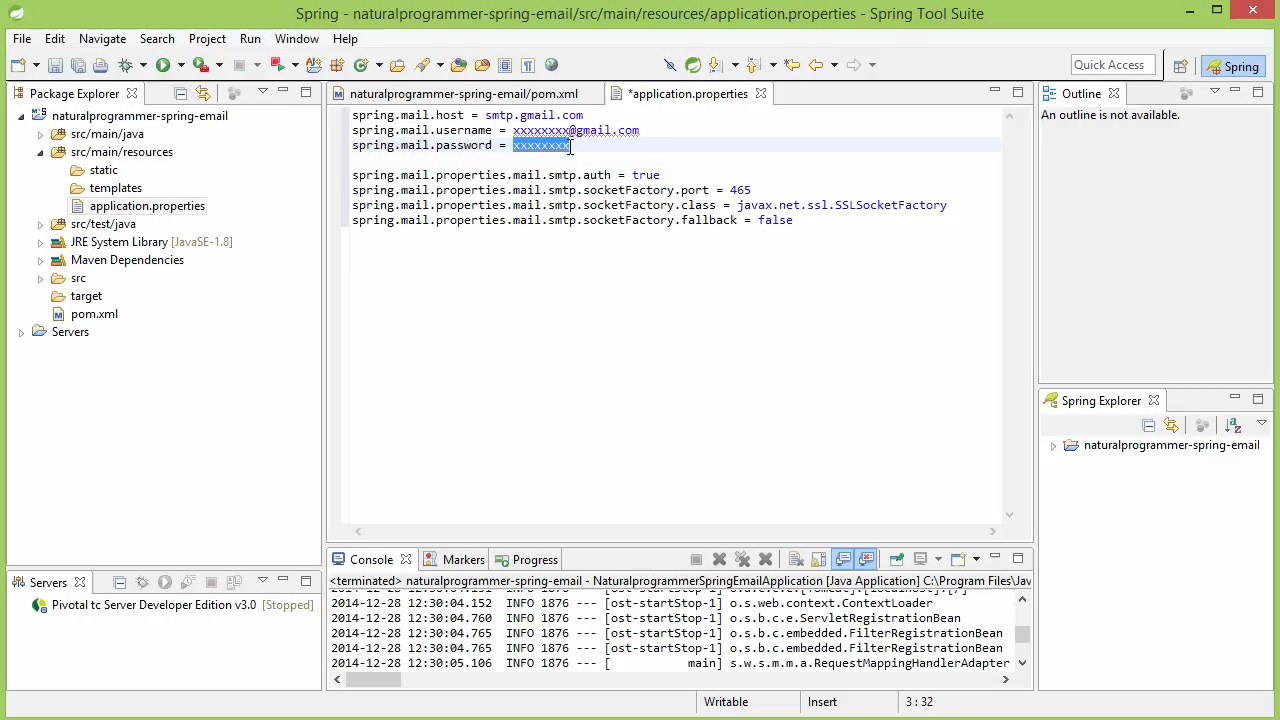 Spring - naturalprogrammer-spring-email/src/main/resources/application.properties - Spring Tool Suite
File Edit Navigate Search Project Run Window Help
Quick Access
Spring
Package Explorer
naturalprogrammer-spring-email
src/main/java
src/main/resources
static
templates
application.properties
src/test/java
JRE System Library [JavaSE-1.8]
Maven Dependencies
src
target
pom.xml
Servers
naturalprogrammer-spring-email/pom.xml
*application.properties
spring.mail.host = smtp.gmail.com
spring.mail.username = xxxxxxxx@gmail.com
spring.mail.password = xxxxxxxx
spring.mail.properties.mail.smtp.auth = true
spring.mail.properties.mail.smtp.socketFactory.port = 465
spring.mail.properties.mail.smtp.socketFactory.class = javax.net.ssl.SSLSocketFactory
spring.mail.properties.mail.smtp.socketFactory.fallback = false
Outline
An outline is not available.
Spring Explorer
naturalprogrammer-spring-email
Servers
Pivotal tc Server Developer Edition v3.0 [Stopped]
Console Markers Progress
<terminated> naturalprogrammer-spring-email - NaturalprogrammerSpringEmailApplication [Java Application] C:\Program Files\Jav
2014-12-28 12:30:04.152 INFO 1876 --- [ost-startStop-1] o.s.web.context.ContextLoader
2014-12-28 12:30:04.760 INFO 1876 --- [ost-startStop-1] o.s.b.c.e.ServletRegistrationBean
2014-12-28 12:30:04.765 INFO 1876 --- [ost-startStop-1] o.s.b.c.embedded.FilterRegistrationBean
2014-12-28 12:30:04.765 INFO 1876 --- [ost-startStop-1] o.s.b.c.embedded.FilterRegistrationBean
2014-12-28 12:30:05.106 INFO 1876 --- [ main] s.w.s.m.m.a.RequestMappingHandlerAdapter
Writable Insert 3 : 32